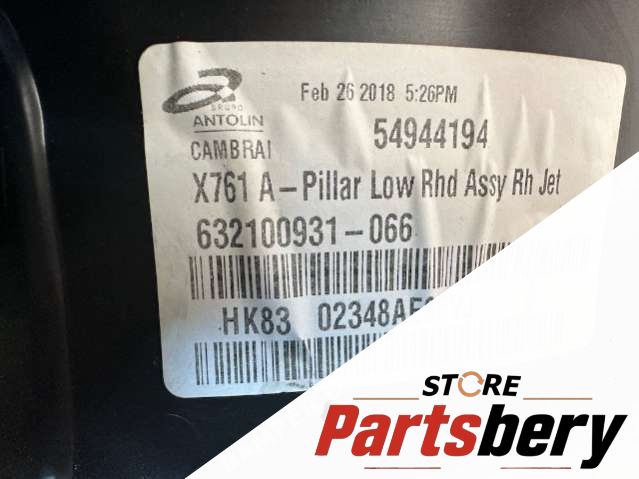 Feb 26 2018 5:26PM
GRUPO
ANTOLIN
54944194
CAMBRAI
X761 A-Pillar Low Rhd Assy Rh Jet
632100931-066
HK83 02348AE
STORE
Partsbery